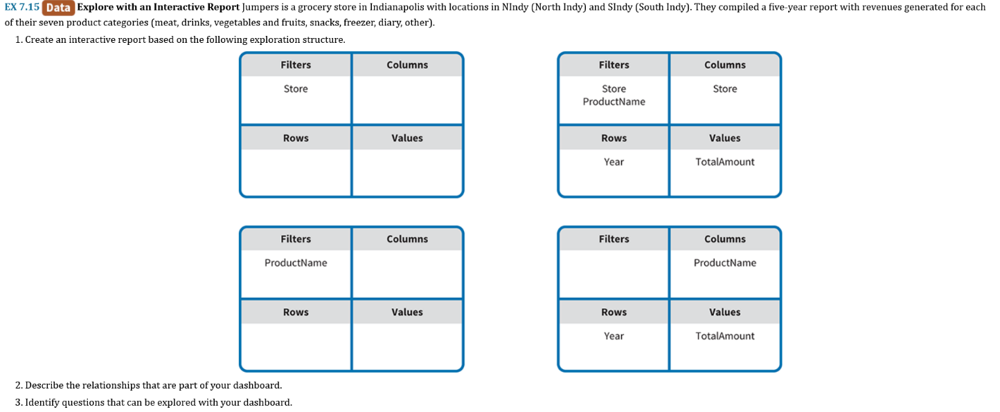 EX 7.15 Data Explore with an Interactive Report Jumpers is a grocery store in Indianapolis with locations in NIndy (North Indy) and SIndy (South Indy). They compiled a five-year report with revenues generated for each
of their seven product categories (meat, drinks, vegetables and fruits, snacks, freezer, diary, other).
1. Create an interactive report based on the following exploration structure.
Filters Columns
Store
Rows Values
Filters Columns
Store Store
ProductName
Rows Values
Year TotalAmount
Filters Columns
ProductName
Rows Values
Filters Columns
ProductName
Rows Values
Year TotalAmount
2. Describe the relationships that are part of your dashboard.
3. Identify questions that can be explored with your dashboard.